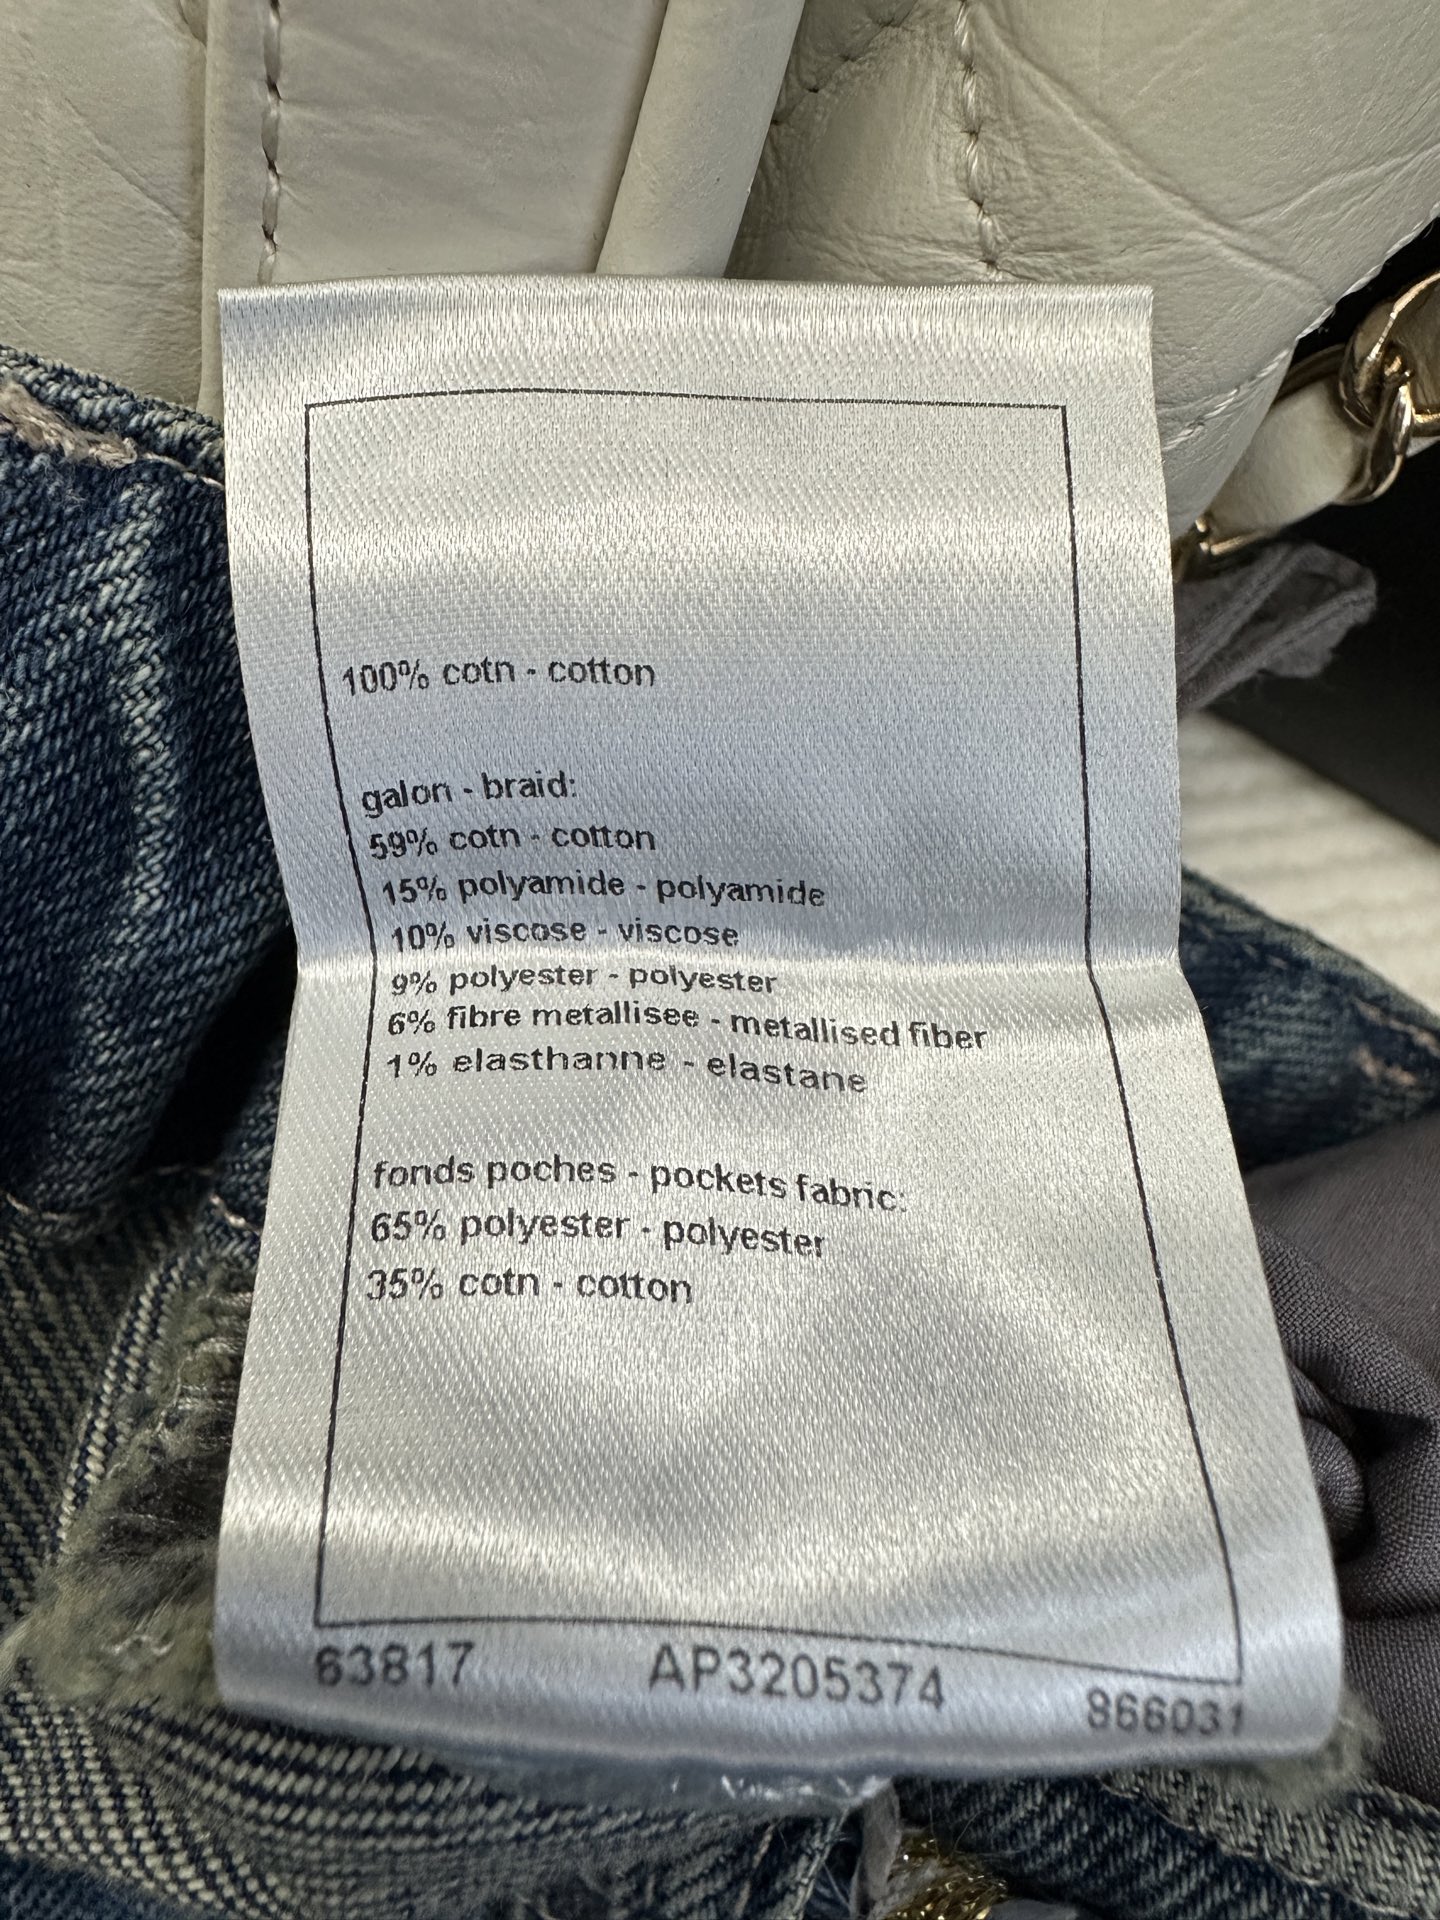 100% cotn - cotton
galon - braid:
59% cotn - cotton
15% polyamide - polyamide
10% viscose - viscose
9% polyester - polyester
6% fibre metallisee - metallised fiber
1% elasthanne - elastane
fonds poches - pockets fabric:
65% polyester - polyester
35% cotn - cotton
63817 AP3205374 866031